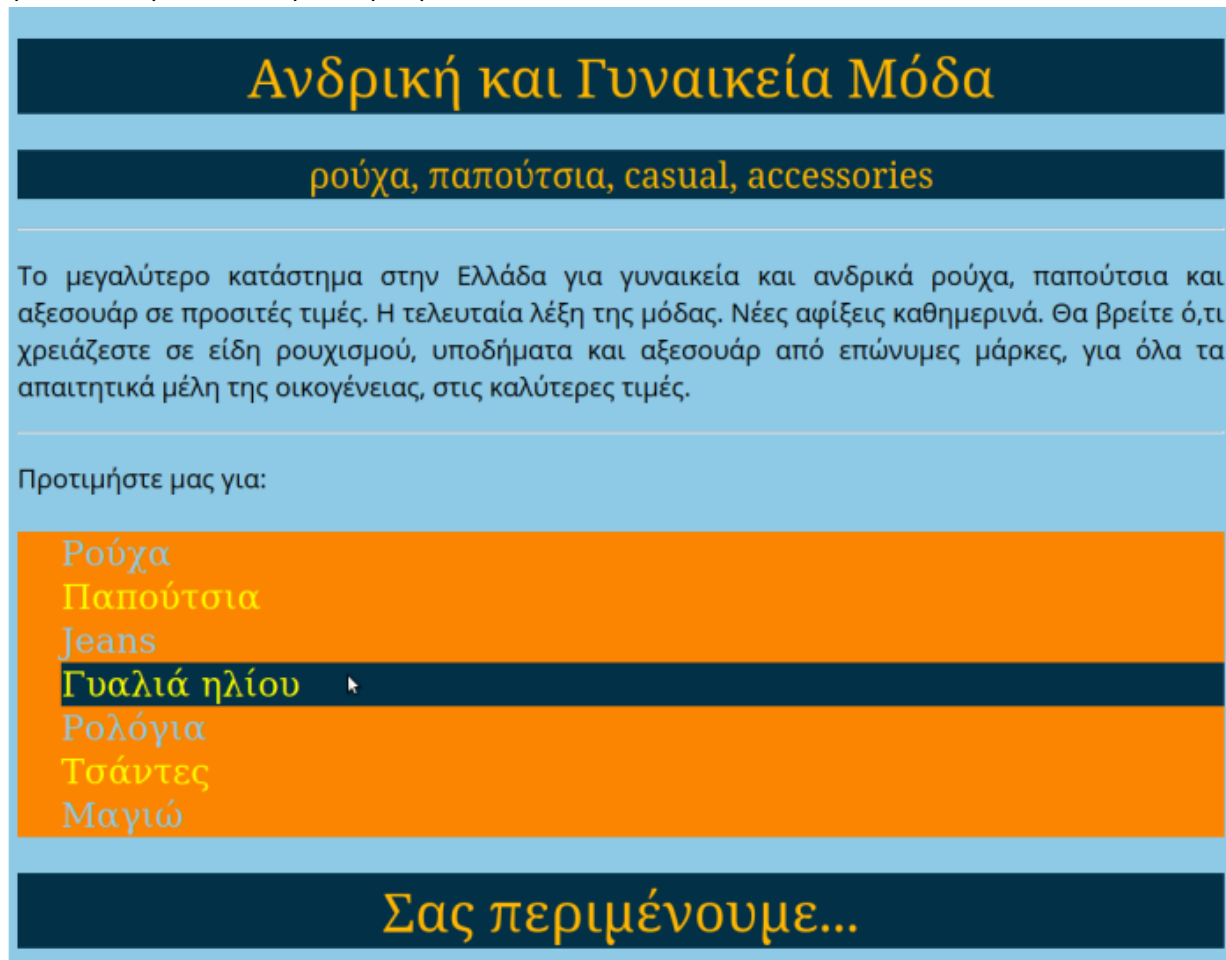 Ανδρική και Γυναικεία Μόδα
ρούχα, παπούτσια, casual, accessories
Το μεγαλύτερο κατάστημα στην Ελλάδα για γυναικεία και ανδρικά ρούχα, παπούτσια και
αξεσουάρ σε προσιτές τιμές. Η τελευταία λέξη της μόδας. Νέες αφίξεις καθημερινά. Θα βρείτε ό,τι
χρειάζεστε σε είδη ρουχισμού, υποδήματα και αξεσουάρ από επώνυμες μάρκες, για όλα τα
απαιτητικά μέλη της οικογένειας, στις καλύτερες τιμές.
Προτιμήστε μας για:
Ρούχα
Παπούτσια
Jeans
Γυαλιά ηλίου
Ρολόγια
Τσάντες
Μαγιώ
Σας περιμένουμε...